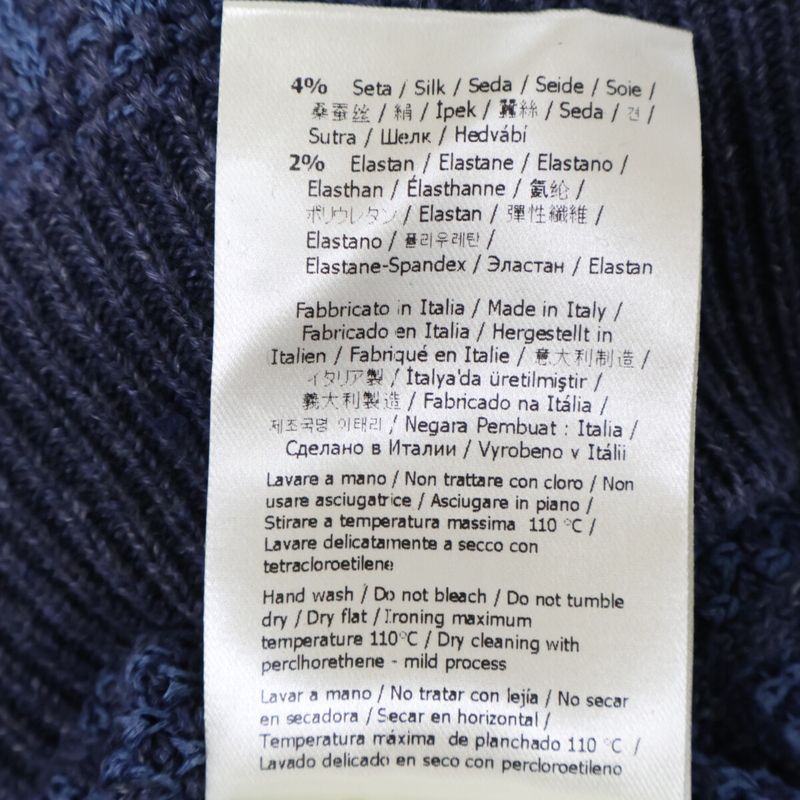 4% Seta / Silk / Seda / Seide / Soie /
桑蚕丝 / 絹 / İpek / 蠶絲 / Seda / 견 /
Sutra / Шелк / Hedvábí
2% Elastan / Elastane / Elastano /
Elasthan / Élasthanne / 氨纶 /
ポリウレタン / Elastan / 彈性纖維 /
Elastano / 폴리우레탄 /
Elastane-Spandex / Эластан / Elastan
Fabbricato in Italia / Made in Italy /
Fabricado en Italia / Hergestellt in
Italien / Fabriqué en Italie / 意大利制造 /
イタリア製 / İtalya'da üretilmiştir /
義大利製造 / Fabricado na Itália /
제조국명 이태리 / Negara Pembuat : Italia /
Сделано в Италии / Vyrobeno v Itálii
Lavare a mano / Non trattare con cloro / Non
usare asciugatrice / Asciugare in piano /
Stirare a temperatura massima 110 °C /
Lavare delicatamente a secco con
tetracloroetilene
Hand wash / Do not bleach / Do not tumble
dry / Dry flat / Ironing maximum
temperature 110°C / Dry cleaning with
perclhorethene - mild process
Lavar a mano / No tratar con lejía / No secar
en secadora / Secar en horizontal /
Temperatura máxima de planchado 110 °C /
Lavado delicado en seco con percloroetileno